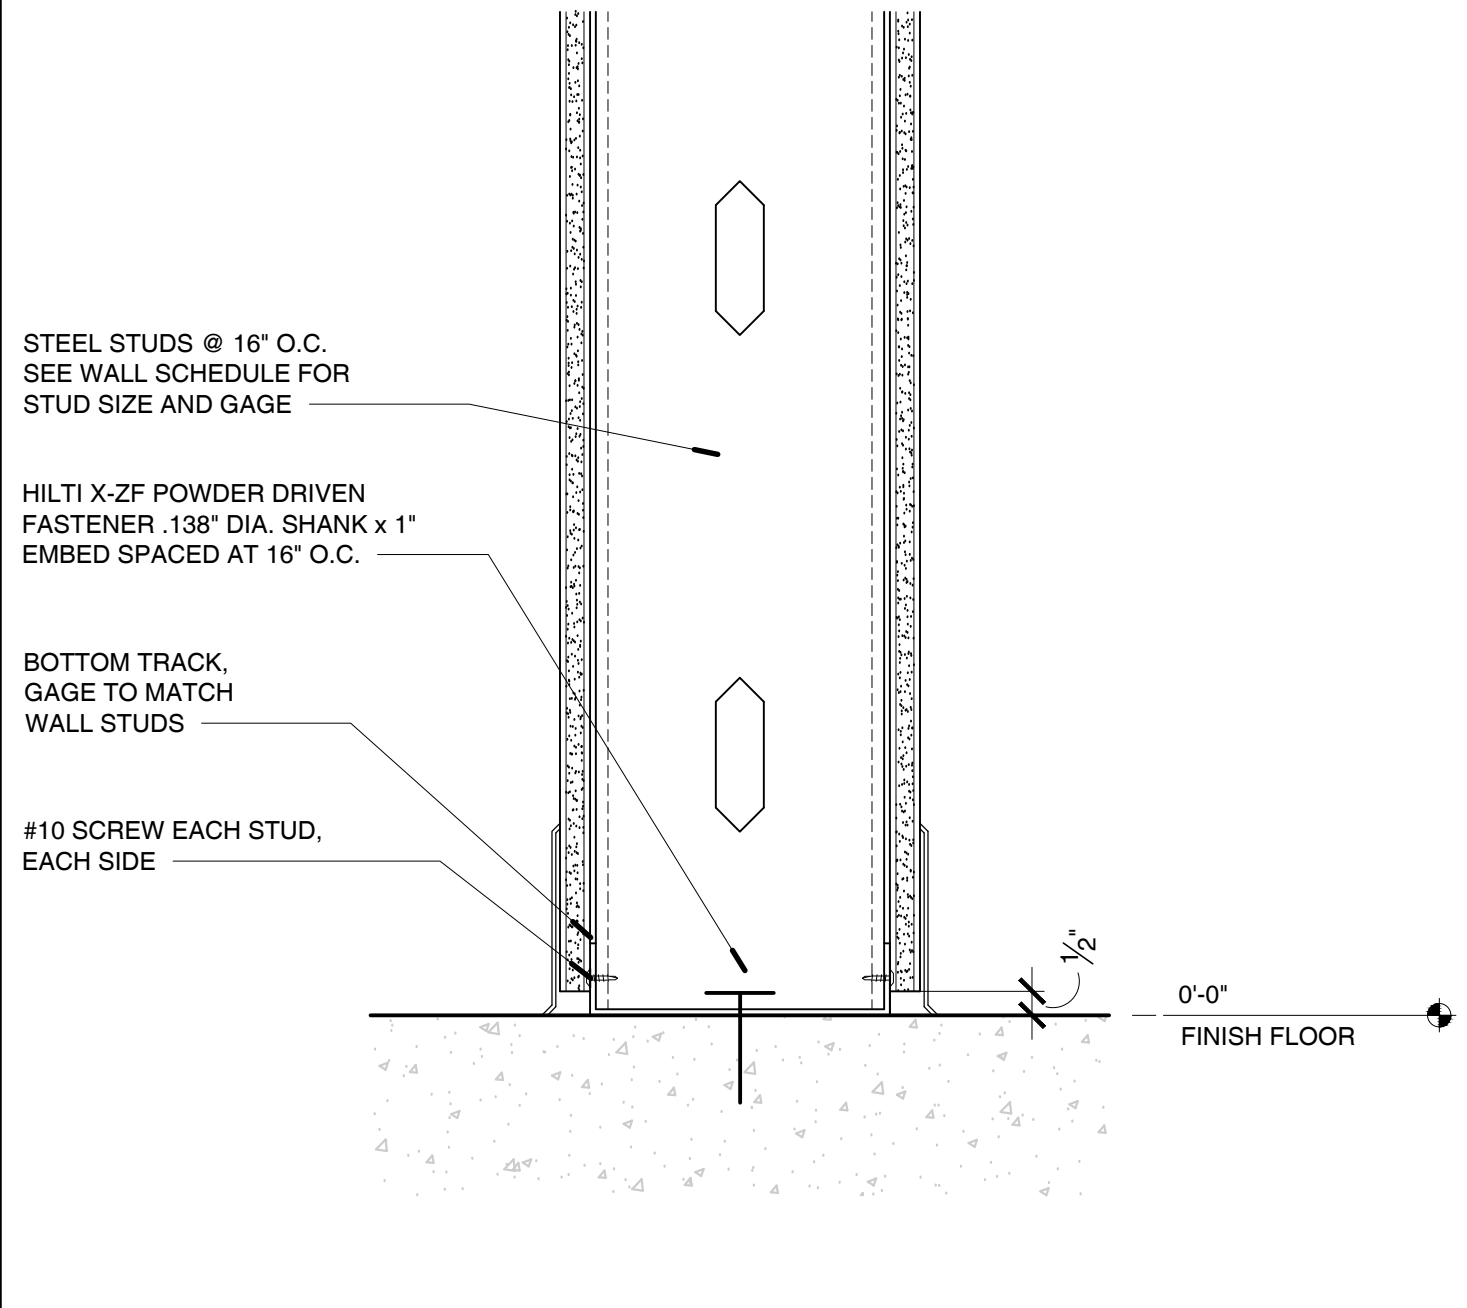 STEEL STUDS @ 16" O.C.
SEE WALL SCHEDULE FOR
STUD SIZE AND GAGE
HILTI X-ZF POWDER DRIVEN
FASTENER .138" DIA. SHANK x 1"
EMBED SPACED AT 16" O.C.
BOTTOM TRACK,
GAGE TO MATCH
WALL STUDS
#10 SCREW EACH STUD,
EACH SIDE
1/2"
0'-0"
FINISH FLOOR